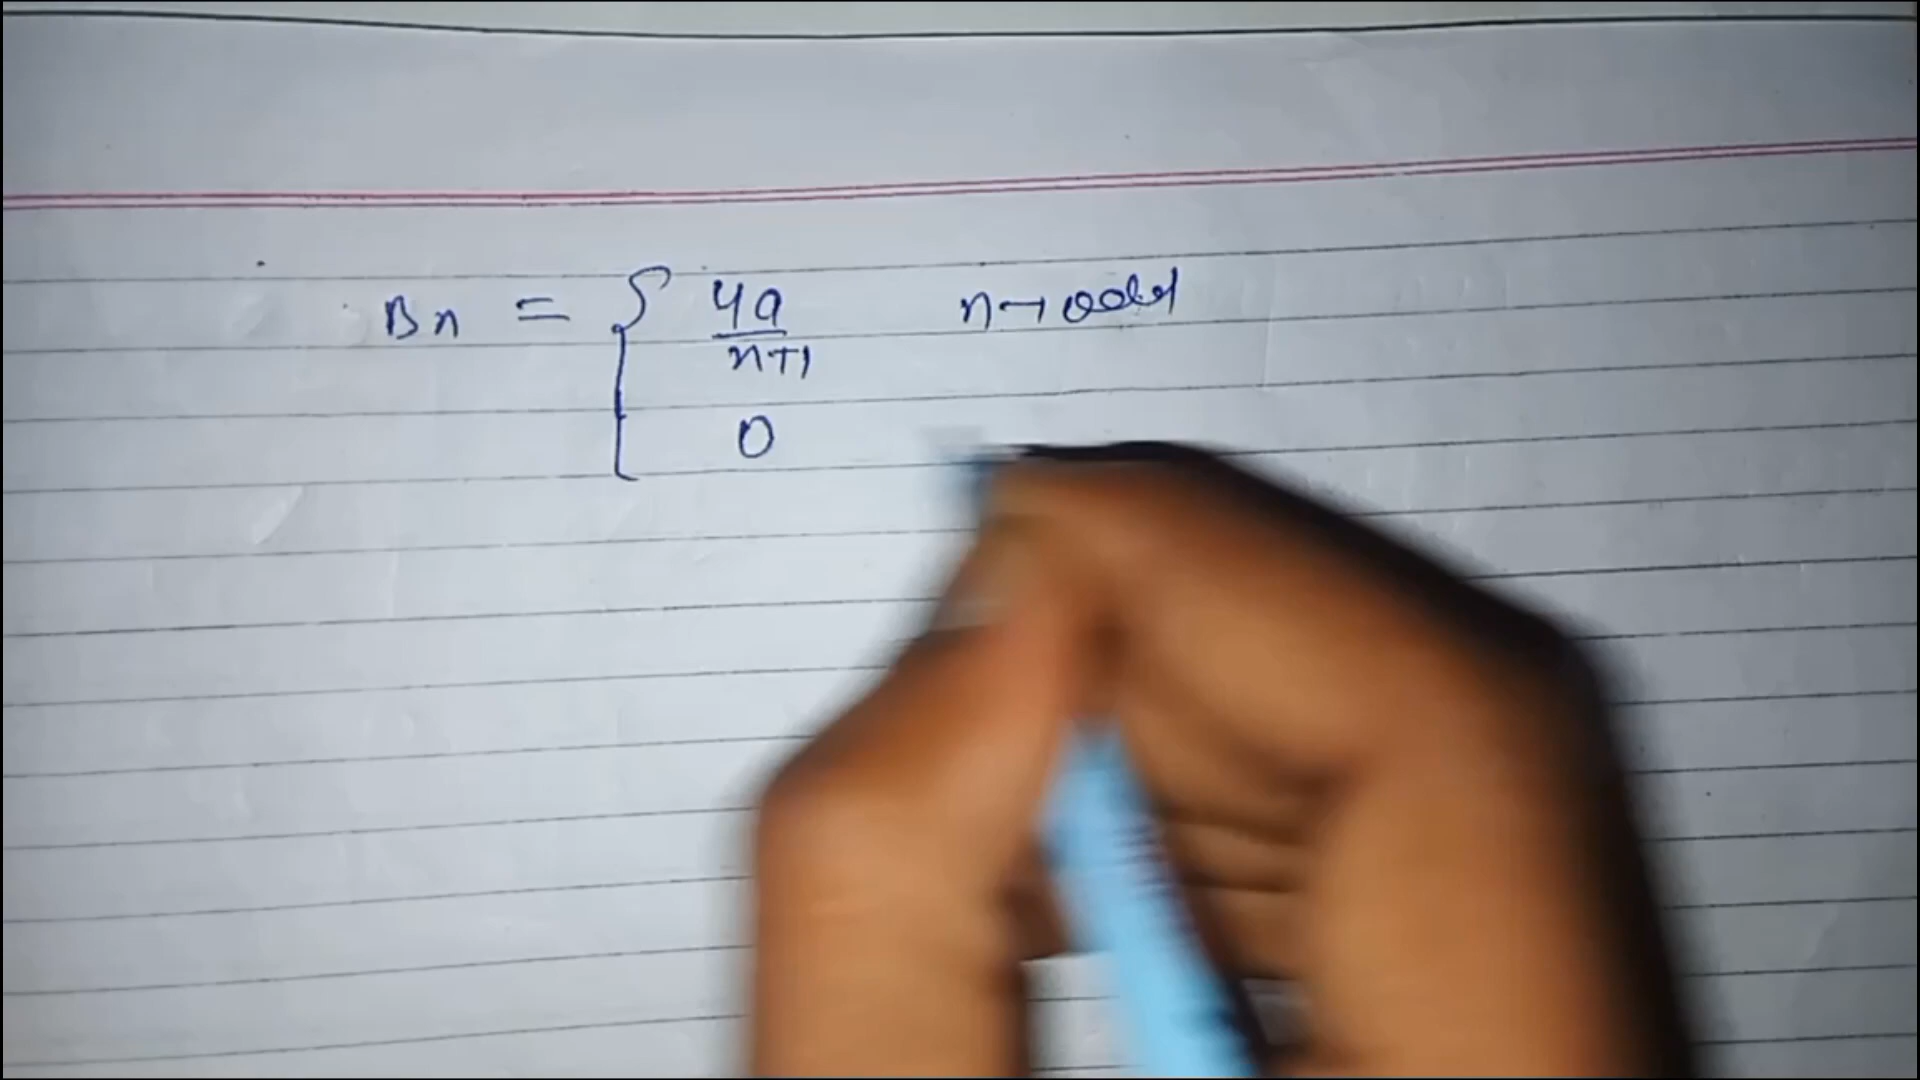 Bn = { 4a/n+1 n→odd
0